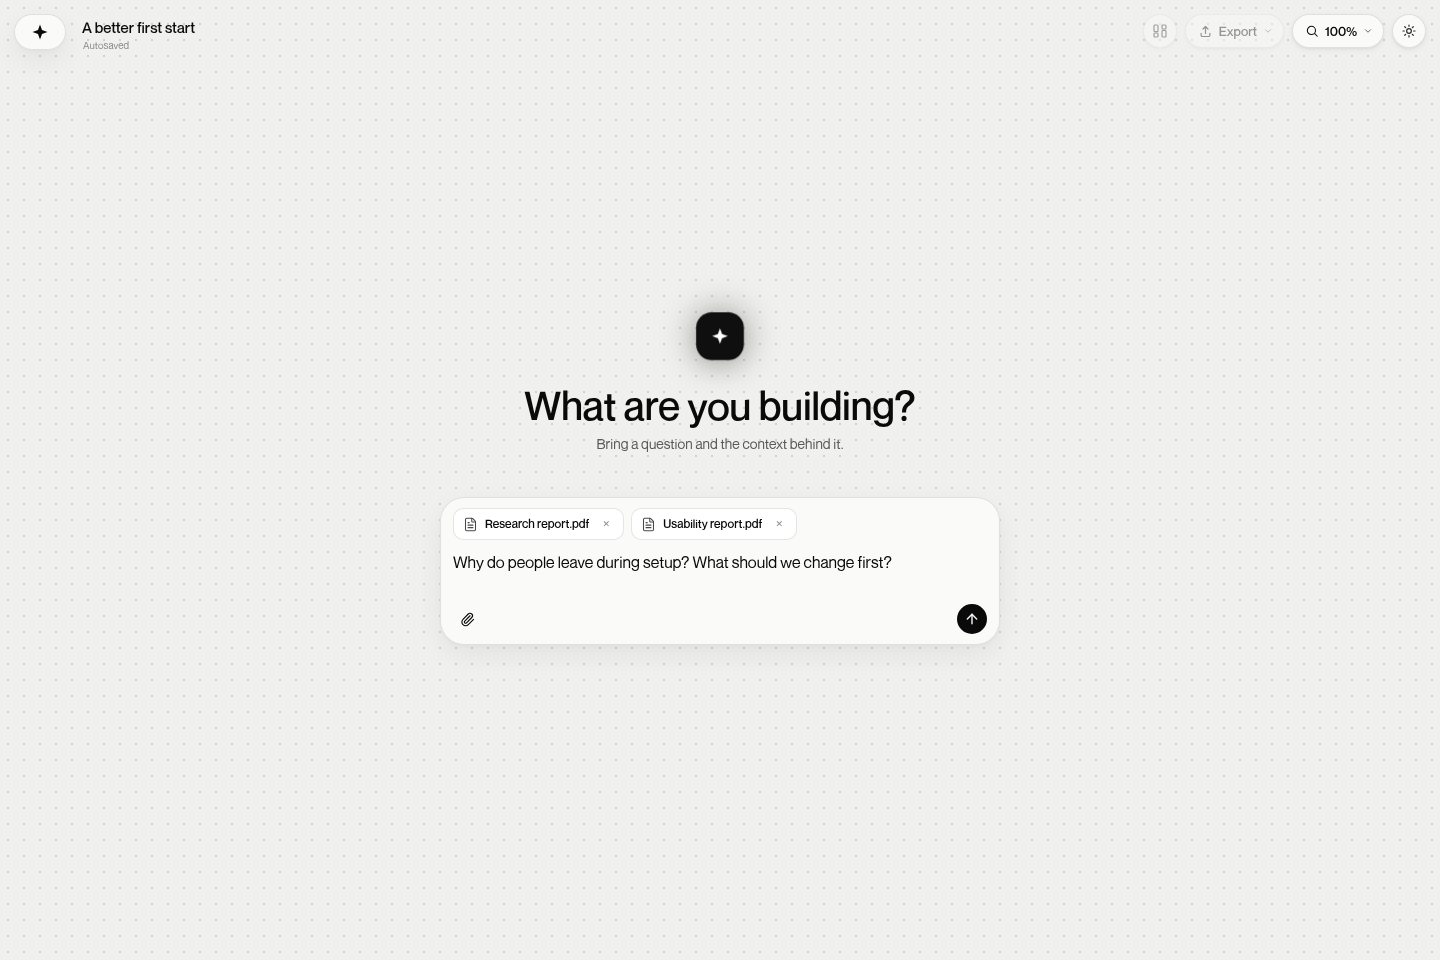 A better first start
Autosaved
Export
100%
What are you building?
Bring a question and the context behind it.
Research report.pdf
Usability report.pdf
Why do people leave during setup? What should we change first?